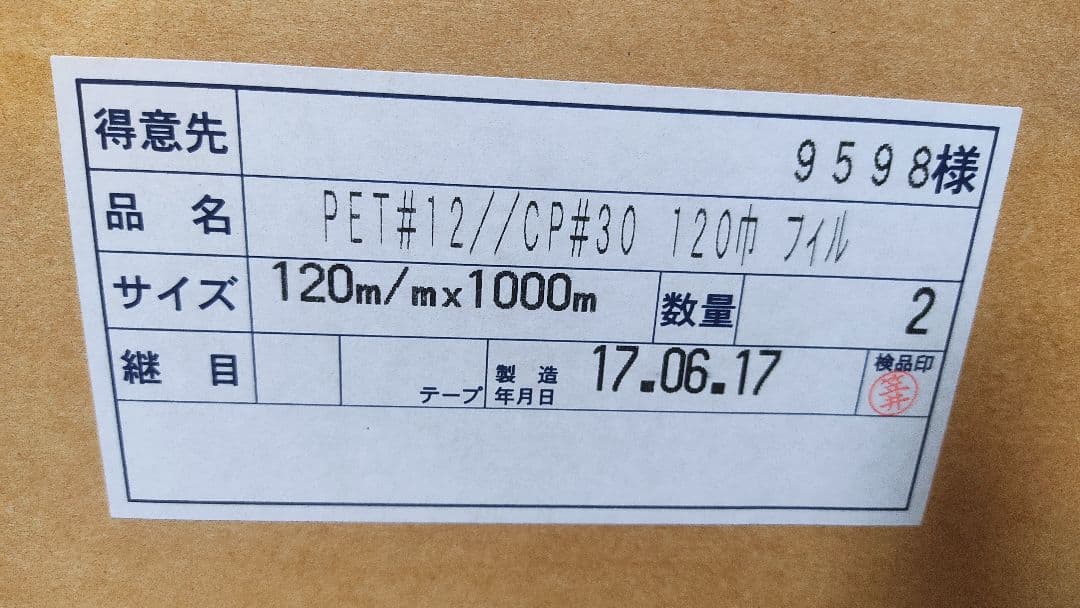 得意先 9598様
品名 PET#12//CP#30 120巾 フィル
サイズ 120m/mx1000m 数量 2
継目 テープ 製造年月日 17.06.17 検品印
笠井